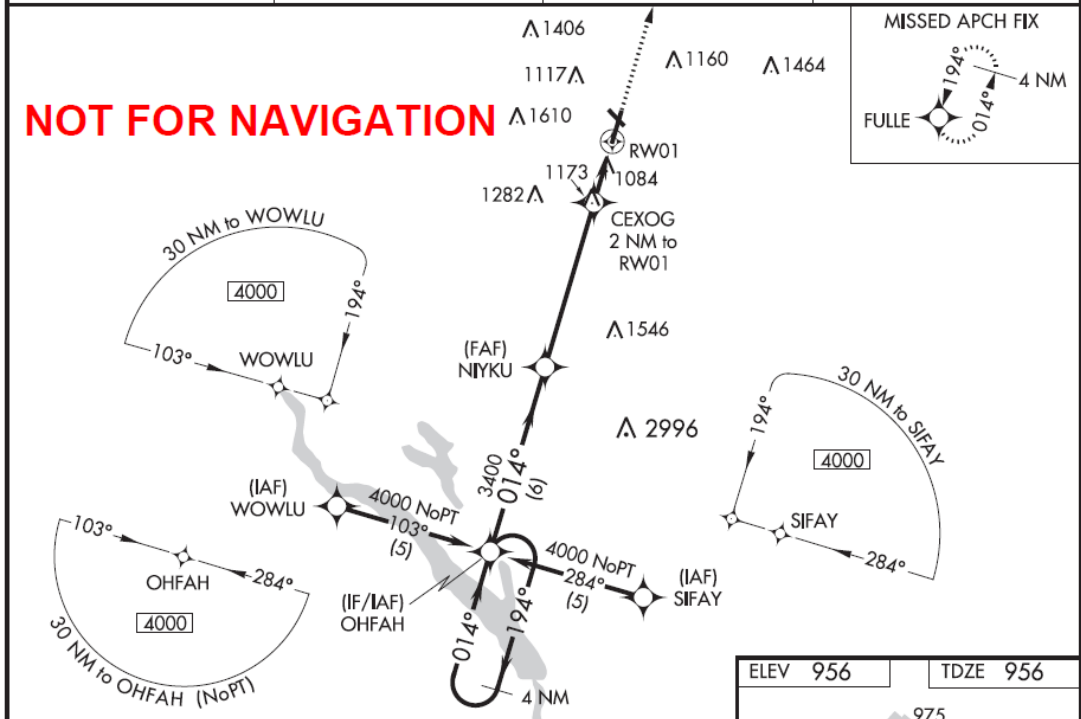 MISSED APCH FIX
194°
4 NM
014°
FULLE
1406
1117
1160
1464
NOT FOR NAVIGATION
1610
RW01
1173
1084
1282
CEXOG
2 NM to
RW01
30 NM to WOWLU
4000
194°
103°
WOWLU
1546
(FAF)
NIYKU
2996
30 NM to SIFAY
194°
4000
SIFAY
284°
3400
014°
(6)
(IAF)
WOWLU
4000 NoPT
103°
(5)
4000 NoPT
284°
(5)
(IAF)
SIFAY
(IF/IAF)
OHFAH
014°
194°
4 NM
103°
OHFAH
284°
4000
30 NM to OHFAH (NoPT)
ELEV 956
TDZE 956
975